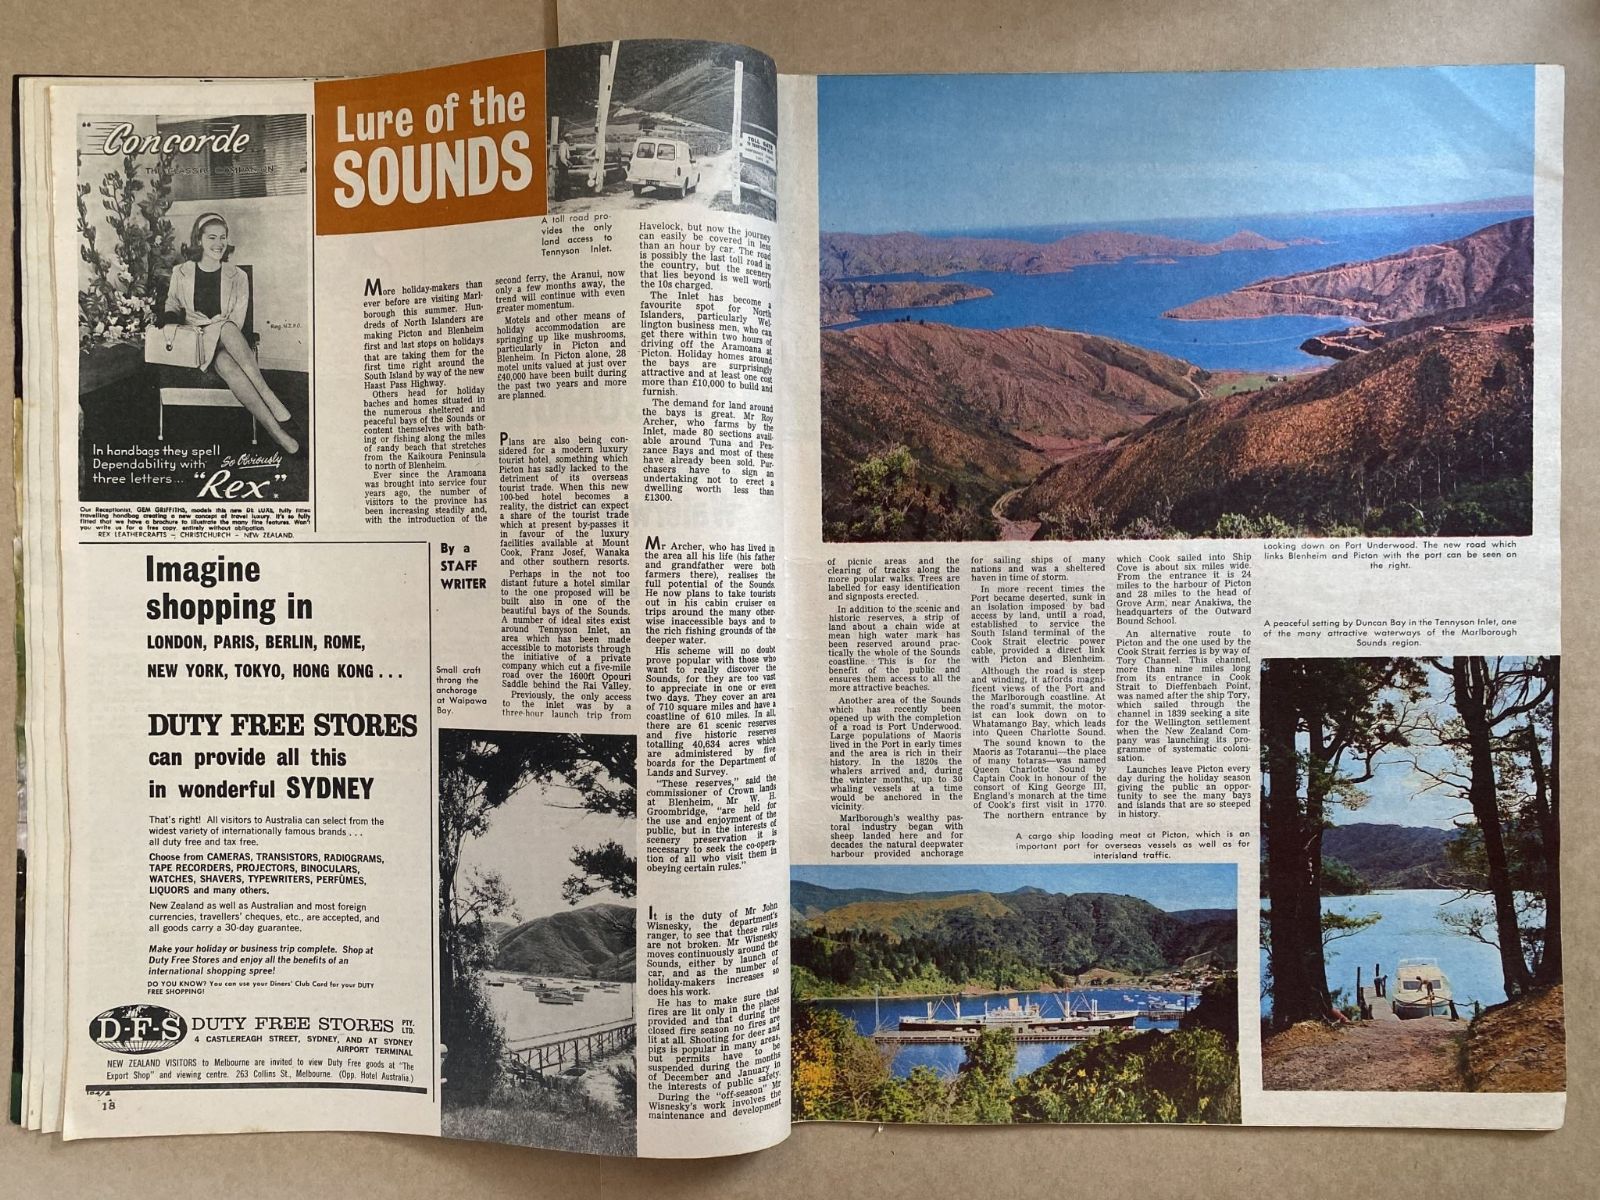 "Concorde
THE CLASSIC COMPANION"
*Reg. N.Z.P.O.
In handbags they spell
Dependability with
three letters... So Obviously
"Rex"
Our Receptionist, GEM GRIFFITHS, models this new DE LUXE, fully fitted
travelling handbag creating a new concept of travel luxury. It's so fully
fitted that we have a brochure to illustrate the many fine features. Won't
you write us for a free copy, entirely without obligation.
REX LEATHERCRAFTS — CHRISTCHURCH — NEW ZEALAND.
Imagine
shopping in
LONDON, PARIS, BERLIN, ROME,
NEW YORK, TOKYO, HONG KONG . . .
DUTY FREE STORES
can provide all this
in wonderful SYDNEY
That's right! All visitors to Australia can select from the
widest variety of internationally famous brands . . .
all duty free and tax free.
Choose from CAMERAS, TRANSISTORS, RADIOGRAMS,
TAPE RECORDERS, PROJECTORS, BINOCULARS,
WATCHES, SHAVERS, TYPEWRITERS, PERFUMES,
LIQUORS and many others.
New Zealand as well as Australian and most foreign
currencies, travellers' cheques, etc., are accepted, and
all goods carry a 30-day guarantee.
Make your holiday or business trip complete. Shop at
Duty Free Stores and enjoy all the benefits of an
international shopping spree!
DO YOU KNOW? You can use your Diners' Club Card for your DUTY
FREE SHOPPING!
D-F-S
DUTY FREE STORES PTY. LTD.
4 CASTLEREAGH STREET, SYDNEY, AND AT SYDNEY
AIRPORT TERMINAL
NEW ZEALAND VISITORS to Melbourne are invited to view Duty Free goods at "The
Export Shop" and viewing centre. 263 Collins St., Melbourne. (Opp. Hotel Australia.)
18
Lure of the
SOUNDS
TOLL GATE
A toll road pro-
vides the only
land access to
Tennyson Inlet.
More holiday-makers than
ever before are visiting Marl-
borough this summer. Hun-
dreds of North Islanders are
making Picton and Blenheim
first and last stops on holidays
that are taking them for the
first time right around the
South Island by way of the new
Haast Pass Highway.
Others head for holiday
baches and homes situated in
the numerous sheltered and
peaceful bays of the Sounds or
content themselves with bath-
ing or fishing along the miles
of sandy beach that stretches
from the Kaikoura Peninsula
to north of Blenheim.
Ever since the Aramoana
was brought into service four
years ago, the number of
visitors to the province has
been increasing steadily and,
with the introduction of the
By a
STAFF
WRITER
Small craft
throng the
anchorage
at Waipawa
Bay.
second ferry, the Aranui, now
only a few months away, the
trend will continue with even
greater momentum.
Motels and other means of
holiday accommodation are
springing up like mushrooms,
particularly in Picton and
Blenheim. In Picton alone, 28
motel units valued at just over
£40,000 have been built during
the past two years and more
are planned.
Plans are also being con-
sidered for a modern luxury
tourist hotel, something which
Picton has sadly lacked to the
detriment of its overseas
tourist trade. When this new
100-bed hotel becomes a
reality, the district can expect
a share of the tourist trade
which at present by-passes it
in favour of the luxury
facilities available at Mount
Cook, Franz Josef, Wanaka
and other southern resorts.
Perhaps in the not too
distant future a hotel similar
to the one proposed will be
built also in one of the
beautiful bays of the Sounds.
A number of ideal sites exist
around Tennyson Inlet, an
area which has been made
accessible to motorists through
the initiative of a private
company which cut a five-mile
road over the 1600ft Opouri
Saddle behind the Rai Valley.
Previously, the only access
to the inlet was by a
three-hour launch trip from
Havelock, but now the journey
can easily be covered in less
than an hour by car. The road
is possibly the last toll road in
the country, but the scenery
that lies beyond is well worth
the 10s charged.
The Inlet has become a
favourite spot for North
Islanders, particularly Wel-
lington business men, who can
get there within two hours of
driving off the Aramoana at
Picton. Holiday homes around
the bays are surprisingly
attractive and at least one cost
more than £10,000 to build and
furnish.
The demand for land around
the bays is great. Mr Roy
Archer, who farms by the
Inlet, made 80 sections avail-
able around Tuna and Pen-
zance Bays and most of these
have already been sold. Pur-
chasers have to sign an
undertaking not to erect a
dwelling worth less than
£1300.
Mr Archer, who has lived in
the area all his life (his father
and grandfather were both
farmers there), realises the
full potential of the Sounds.
He now plans to take tourists
out in his cabin cruiser on
trips around the many other-
wise inaccessible bays and to
the rich fishing grounds of the
deeper water.
His scheme will no doubt
prove popular with those who
want to really discover the
Sounds, for they are too vast
to appreciate in one or even
two days. They cover an area
of 710 square miles and have a
coastline of 610 miles. In all,
there are 61 scenic reserves
and five historic reserves
totalling 40,634 acres which
are administered by five
boards for the Department of
Lands and Survey.
"These reserves," said the
commissioner of Crown lands
at Blenheim, Mr W. H.
Groombridge, "are held for
the use and enjoyment of the
public, but in the interests of
scenery preservation it is
necessary to seek the co-opera-
tion of all who visit them in
obeying certain rules."
It is the duty of Mr John
Wisnesky, the department's
ranger, to see that these rules
are not broken. Mr Wisnesky
moves continuously around the
Sounds, either by launch or
car, and as the number of
holiday-makers increases so
does his work.
He has to make sure that
fires are lit only in the places
provided and that during the
closed fire season no fires are
lit at all. Shooting for deer and
pigs is popular in many areas,
but permits have to be
suspended during the months
of December and January in
the interests of public safety.
During the "off-season" Mr
Wisnesky's work involves the
maintenance and development
of picnic areas and the
clearing of tracks along the
more popular walks. Trees are
labelled for easy identification
and signposts erected.
In addition to the scenic and
historic reserves, a strip of
land about a chain wide at
mean high water mark has
been reserved around prac-
tically the whole of the Sounds
coastline. This is for the
benefit of the public and
ensures them access to all the
more attractive beaches.
Another area of the Sounds
which has recently been
opened up with the completion
of a road is Port Underwood.
Large populations of Maoris
lived in the Port in early times
and the area is rich in their
history. In the 1820s the
whalers arrived and, during
the winter months, up to 30
whaling vessels at a time
would be anchored in the
vicinity.
Marlborough's wealthy pas-
toral industry began with
sheep landed here and for
decades the natural deepwater
harbour provided anchorage
for sailing ships of many
nations and was a sheltered
haven in time of storm.
In more recent times the
Port became deserted, sunk in
an isolation imposed by bad
access by land, until a road,
established to service the
South Island terminal of the
Cook Strait electric power
cable, provided a direct link
with Picton and Blenheim.
Although the road is steep
and winding, it affords magni-
ficent views of the Port and
the Marlborough coastline. At
the road's summit, the motor-
ist can look down on to
Whatamango Bay, which leads
into Queen Charlotte Sound.
The sound known to the
Maoris as Totaranui—the place
of many totaras—was named
Queen Charlotte Sound by
Captain Cook in honour of the
consort of King George III,
England's monarch at the time
of Cook's first visit in 1770.
The northern entrance by
which Cook sailed into Ship
Cove is about six miles wide.
From the entrance it is 24
miles to the harbour of Picton
and 28 miles to the head of
Grove Arm, near Anakiwa, the
headquarters of the Outward
Bound School.
An alternative route to
Picton and the one used by the
Cook Strait ferries is by way of
Tory Channel. This channel,
more than nine miles long
from its entrance in Cook
Strait to Dieffenbach Point,
was named after the ship Tory,
which sailed through the
channel in 1839 seeking a site
for the Wellington settlement
when the New Zealand Com-
pany was launching its pro-
gramme of systematic coloni-
sation.
Launches leave Picton every
day during the holiday season
giving the public an oppor-
tunity to see the many bays
and islands that are so steeped
in history.
Looking down on Port Underwood. The new road which
links Blenheim and Picton with the port can be seen on
the right.
A peaceful setting by Duncan Bay in the Tennyson Inlet, one
of the many attractive waterways of the Marlborough
Sounds region.
A cargo ship loading meat at Picton, which is an
important port for overseas vessels as well as for
interisland traffic.